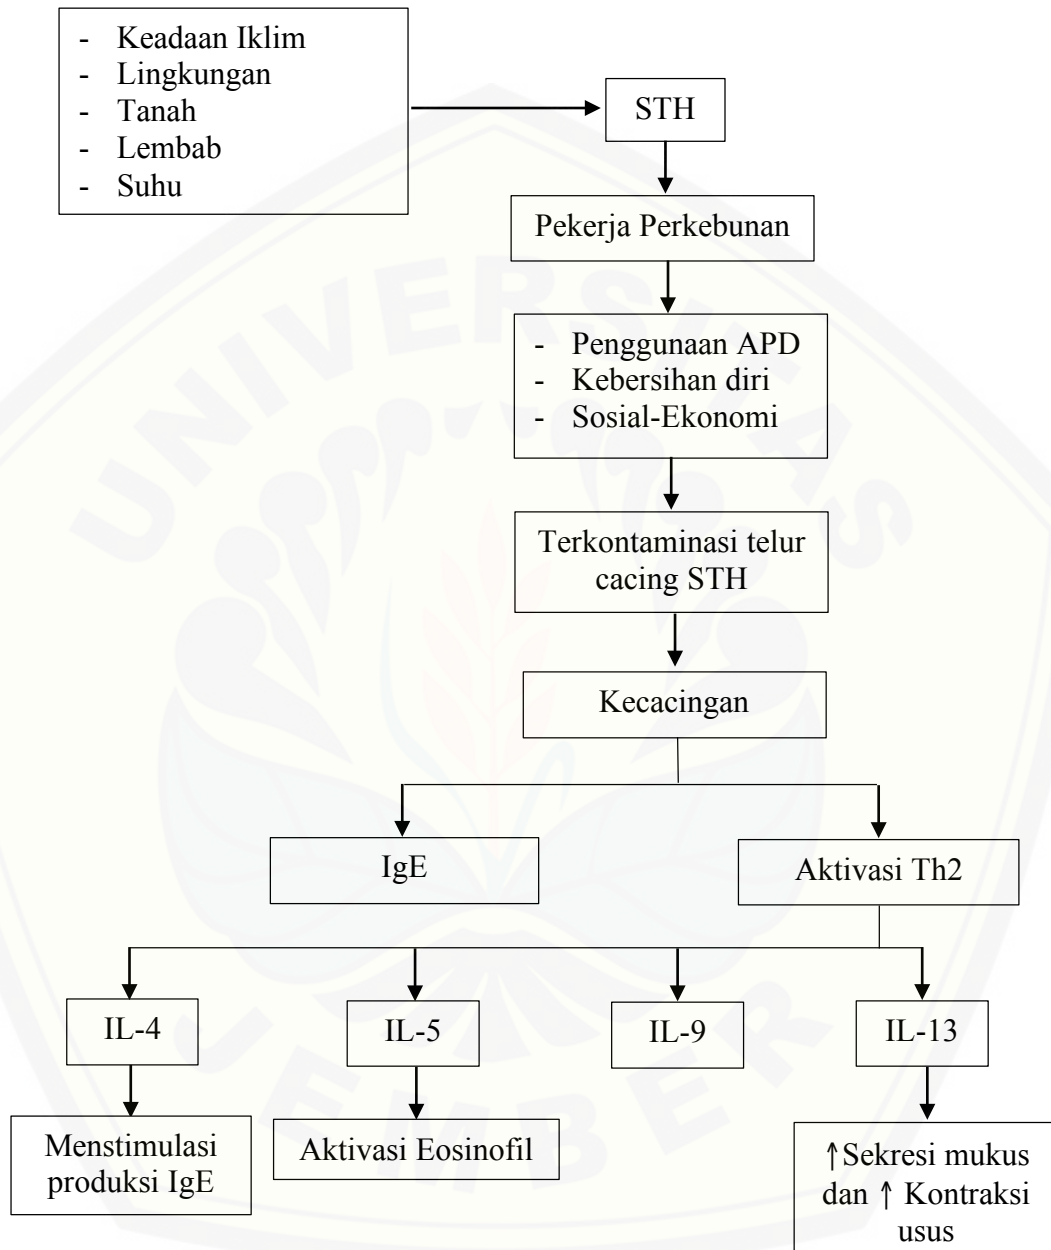 - Keadaan Iklim
- Lingkungan
- Tanah
- Lembab
- Suhu
STH
Pekerja Perkebunan
- Penggunaan APD
- Kebersihan diri
- Sosial-Ekonomi
Terkontaminasi telur
cacing STH
Kecacingan
IgE
Aktivasi Th2
IL-4
IL-5
IL-9
IL-13
Menstimulasi
produksi IgE
Aktivasi Eosinofil
↑Sekresi mukus
dan ↑ Kontraksi
usus
UNIVERSITAS
JEMBER